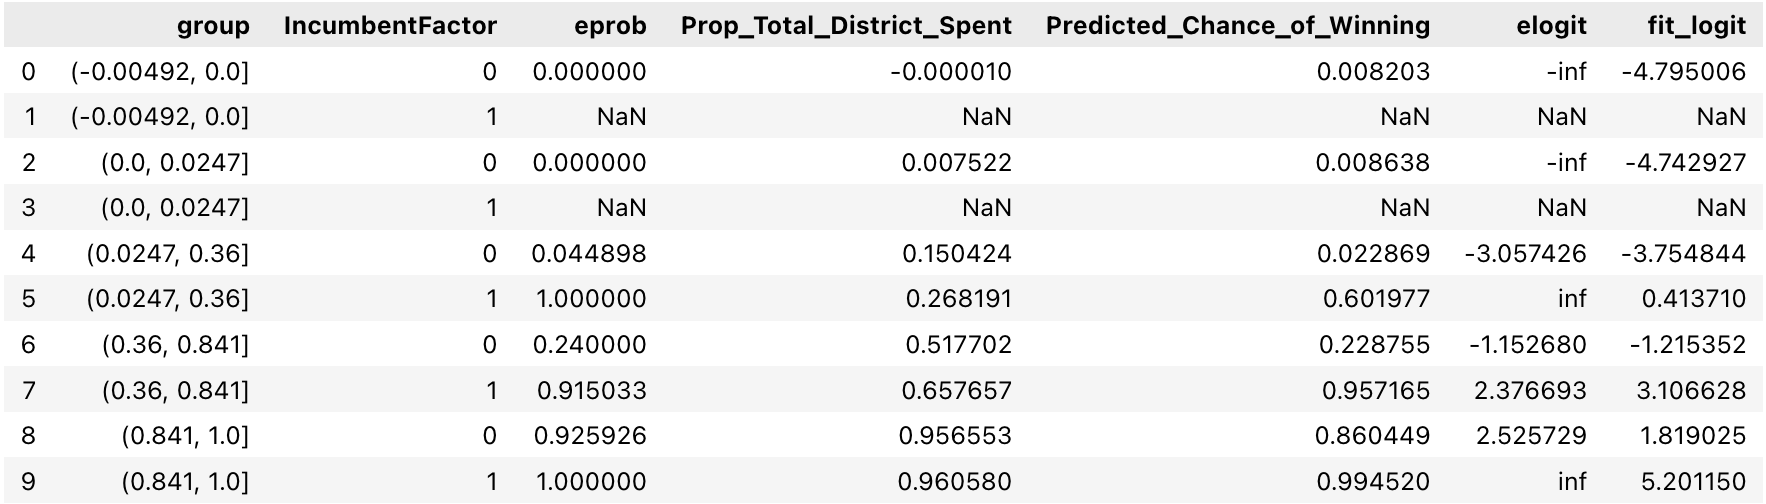 group IncumbentFactor eprob Prop_Total_District_Spent Predicted_Chance_of_Winning elogit fit_logit
0 (-0.00492, 0.0] 0 0.000000 -0.000010 0.008203 -inf -4.795006
1 (-0.00492, 0.0] 1 NaN NaN NaN NaN NaN
2 (0.0, 0.0247] 0 0.000000 0.007522 0.008638 -inf -4.742927
3 (0.0, 0.0247] 1 NaN NaN NaN NaN NaN
4 (0.0247, 0.36] 0 0.044898 0.150424 0.022869 -3.057426 -3.754844
5 (0.0247, 0.36] 1 1.000000 0.268191 0.601977 inf 0.413710
6 (0.36, 0.841] 0 0.240000 0.517702 0.228755 -1.152680 -1.215352
7 (0.36, 0.841] 1 0.915033 0.657657 0.957165 2.376693 3.106628
8 (0.841, 1.0] 0 0.925926 0.956553 0.860449 2.525729 1.819025
9 (0.841, 1.0] 1 1.000000 0.960580 0.994520 inf 5.201150